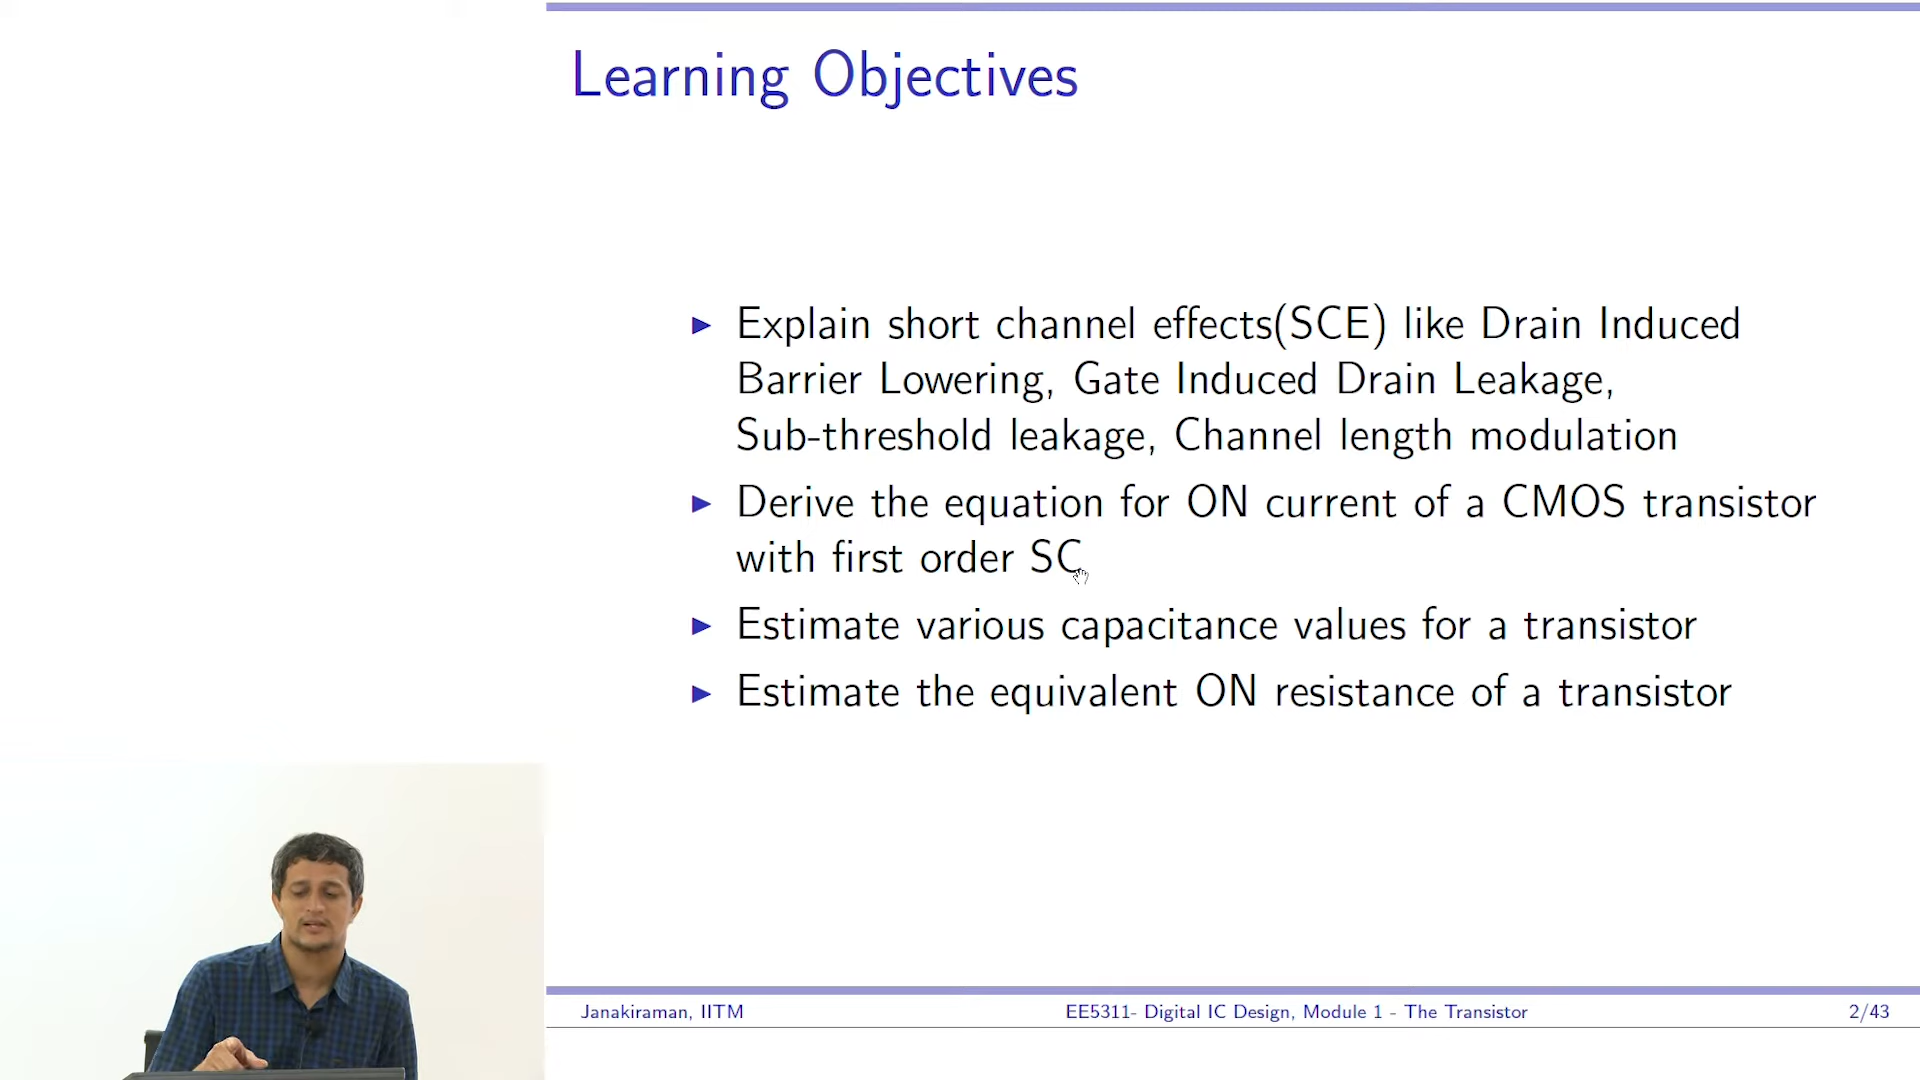 Learning Objectives
▶ Explain short channel effects(SCE) like Drain Induced
Barrier Lowering, Gate Induced Drain Leakage,
Sub-threshold leakage, Channel length modulation
▶ Derive the equation for ON current of a CMOS transistor
with first order SC
▶ Estimate various capacitance values for a transistor
▶ Estimate the equivalent ON resistance of a transistor
Janakiraman, IITM
EE5311- Digital IC Design, Module 1 - The Transistor
2/43